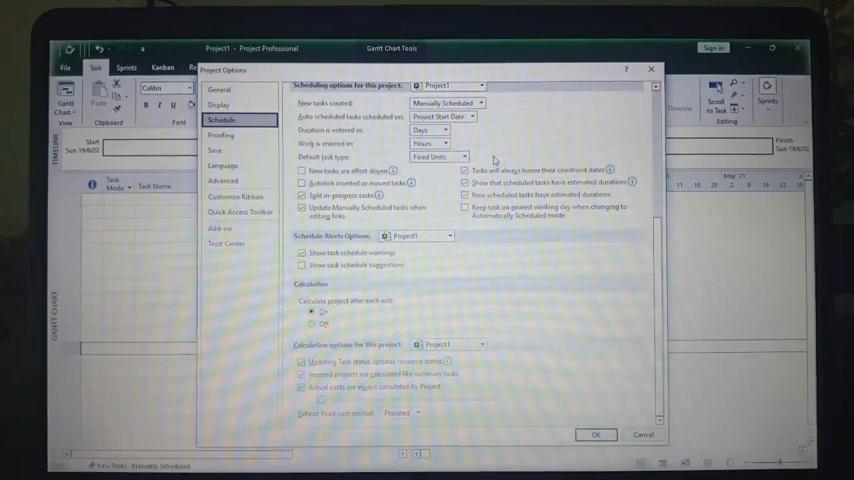 Project1 - Project Professional
Gantt Chart Tools
Sign in
File
Task
Sprints
Kanban
Project Options
Gantt
Chart
View
Paste
Clipboard
Calibri
B I U
Font
Timeline
Scroll
to Task
Editing
Sprints
General
Display
Schedule
Proofing
Save
Language
Advanced
Customize Ribbon
Quick Access Toolbar
Add-ins
Trust Center
Scheduling options for this project: Project1
New tasks created: Manually Scheduled
Auto scheduled tasks scheduled on: Project Start Date
Duration is entered in: Days
Work is entered in: Hours
Default task type: Fixed Units
New tasks are effort driven
Autolink inserted or moved tasks
Split in-progress tasks
Update Manually Scheduled tasks when
editing links
Tasks will always honor their constraint dates
Show that scheduled tasks have estimated durations
New scheduled tasks have estimated durations
Keep task on nearest working day when changing to
Automatically Scheduled mode
Schedule Alerts Options: Project1
Show task schedule warnings
Show task schedule suggestions
Calculation
Calculate project after each edit:
On
Off
Calculation options for this project: Project1
Updating Task status updates resource status
Inserted projects are calculated like summary tasks
Actual costs are always calculated by Project
Default fixed cost accrual: Prorated
OK
Cancel
TIMELINE
Start
Sun 19/6/22
Finish
Sun 19/6/22
Task
Mode
Task Name
May '21
GANTT CHART
New Tasks : Manually Scheduled